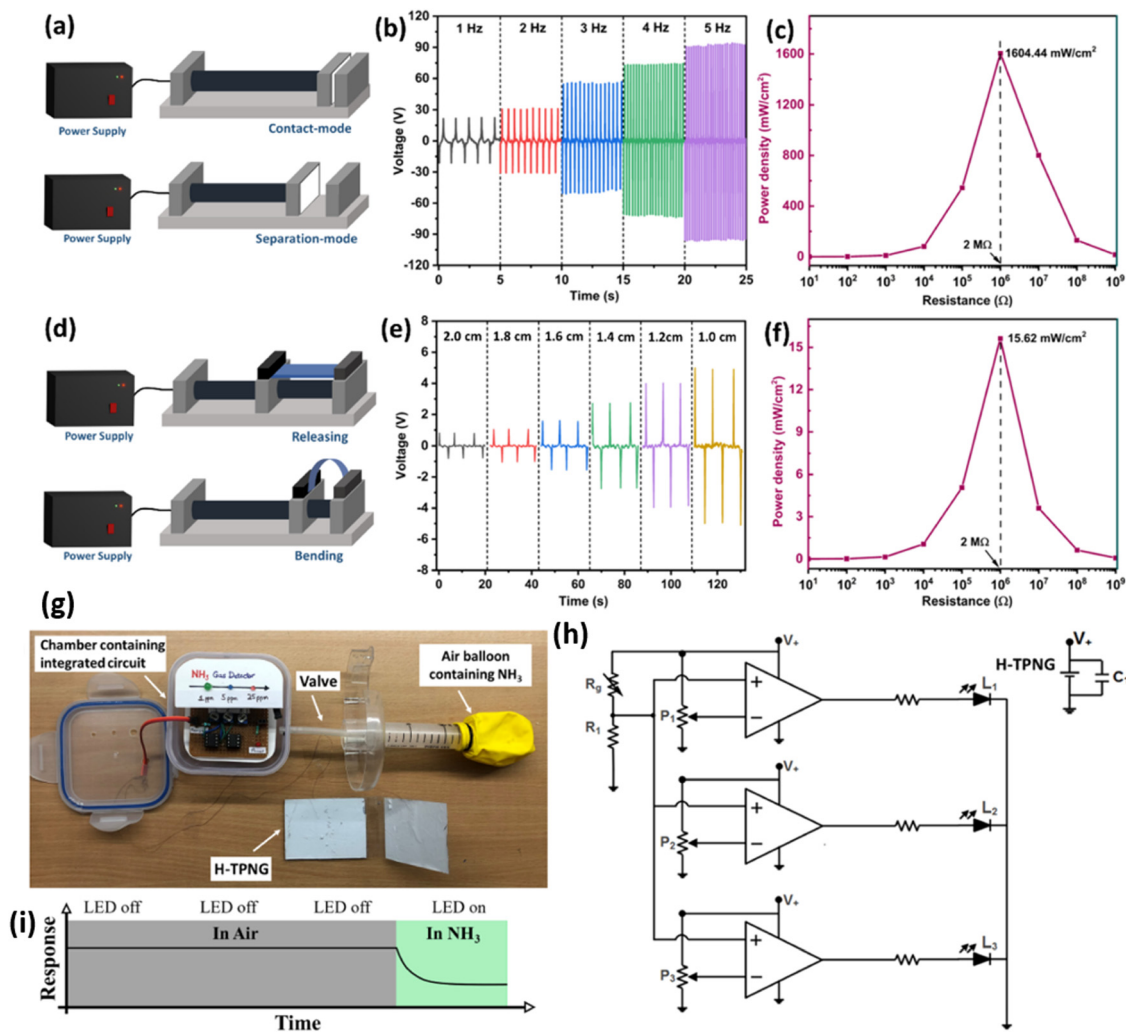 (a)
Power Supply
Contact-mode
Power Supply
Separation-mode
(b)
1 Hz 2 Hz 3 Hz 4 Hz 5 Hz
Voltage (V)
120
90
60
30
0
-30
-60
-90
-120
0 5 10 15 20 25
Time (s)
(c)
Power density (mW/cm²)
1600
1200
800
400
0
1604.44 mW/cm²
2 MΩ
10¹ 10² 10³ 10⁴ 10⁵ 10⁶ 10⁷ 10⁸ 10⁹
Resistance (Ω)
(d)
Power Supply
Releasing
Power Supply
Bending
(e)
2.0 cm 1.8 cm 1.6 cm 1.4 cm 1.2cm 1.0 cm
Voltage (V)
8
6
4
2
0
-2
-4
-6
-8
0 20 40 60 80 100 120
Time (s)
(f)
Power density (mW/cm²)
15
12
9
6
3
0
15.62 mW/cm²
2 MΩ
10¹ 10² 10³ 10⁴ 10⁵ 10⁶ 10⁷ 10⁸ 10⁹
Resistance (Ω)
(g)
Chamber containing
integrated circuit
Valve
Air balloon
containing NH₃
NH₃ Gas Detector
1 ppm 5 ppm 25 ppm
H-TPNG
(h)
V₊
R_g
R₁
P₁
+
−
L₁
H-TPNG
V₊
V₊
P₂
+
−
L₂
V₊
P₃
+
−
L₃
(i)
LED off LED off LED off LED on
In Air In NH₃
Response
Time